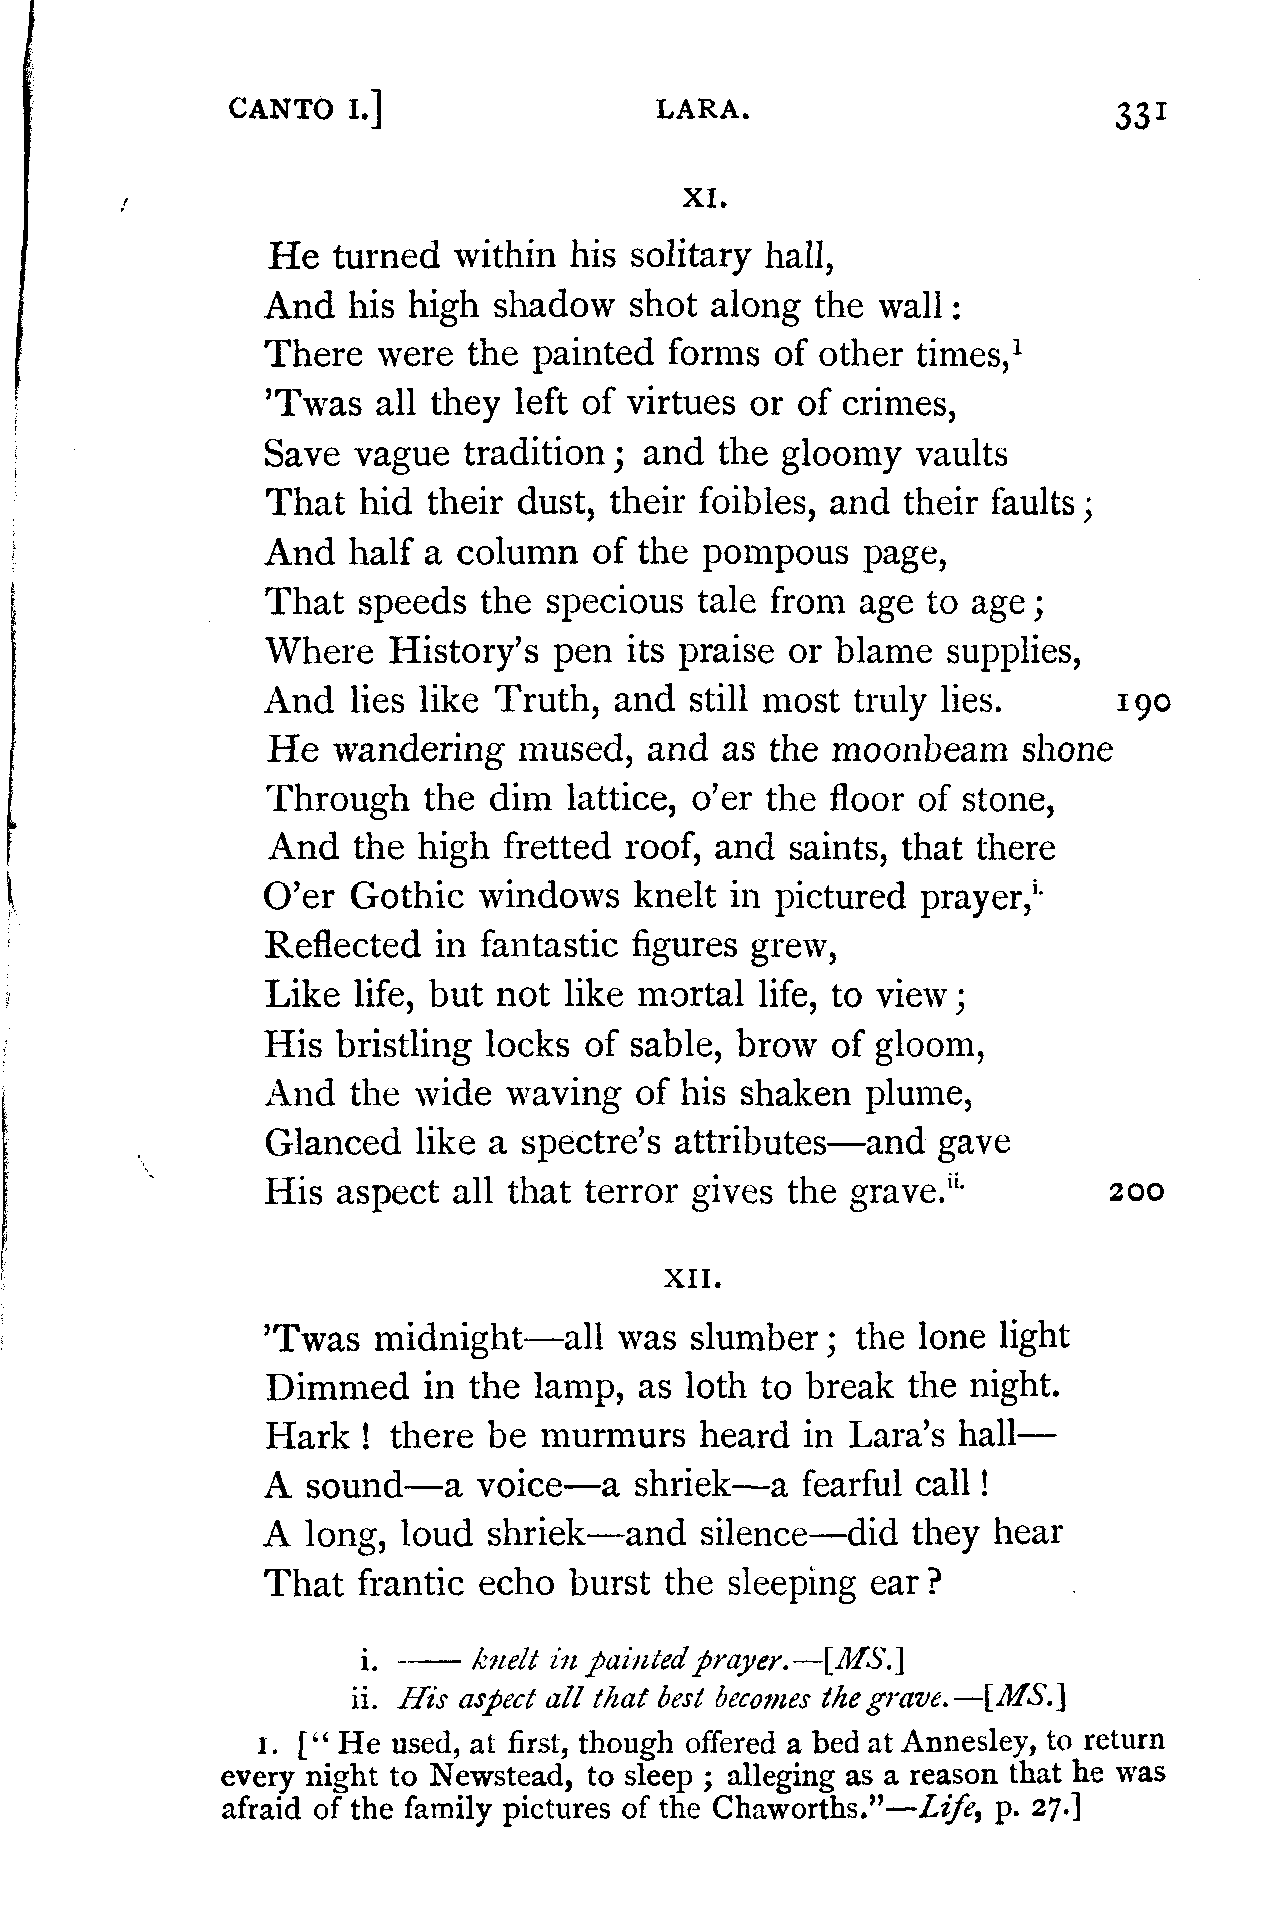 CANTO I.] LARA. 331
XI.
He turned within his solitary hall,
And his high shadow shot along the wall :
There were the painted forms of other times,¹
’Twas all they left of virtues or of crimes,
Save vague tradition ; and the gloomy vaults
That hid their dust, their foibles, and their faults ;
And half a column of the pompous page,
That speeds the specious tale from age to age ;
Where History’s pen its praise or blame supplies,
And lies like Truth, and still most truly lies. 190
He wandering mused, and as the moonbeam shone
Through the dim lattice, o’er the floor of stone,
And the high fretted roof, and saints, that there
O’er Gothic windows knelt in pictured prayer,i.
Reflected in fantastic figures grew,
Like life, but not like mortal life, to view ;
His bristling locks of sable, brow of gloom,
And the wide waving of his shaken plume,
Glanced like a spectre’s attributes—and gave
His aspect all that terror gives the grave.ii. 200
XII.
’Twas midnight—all was slumber ; the lone light
Dimmed in the lamp, as loth to break the night.
Hark ! there be murmurs heard in Lara’s hall—
A sound—a voice—a shriek—a fearful call !
A long, loud shriek—and silence—did they hear
That frantic echo burst the sleeping ear ?
i. —— knelt in painted prayer.—[MS.]
ii. His aspect all that best becomes the grave.—[MS.]
1. [“ He used, at first, though offered a bed at Annesley, to return
every night to Newstead, to sleep ; alleging as a reason that he was
afraid of the family pictures of the Chaworths.”—Life, p. 27.]